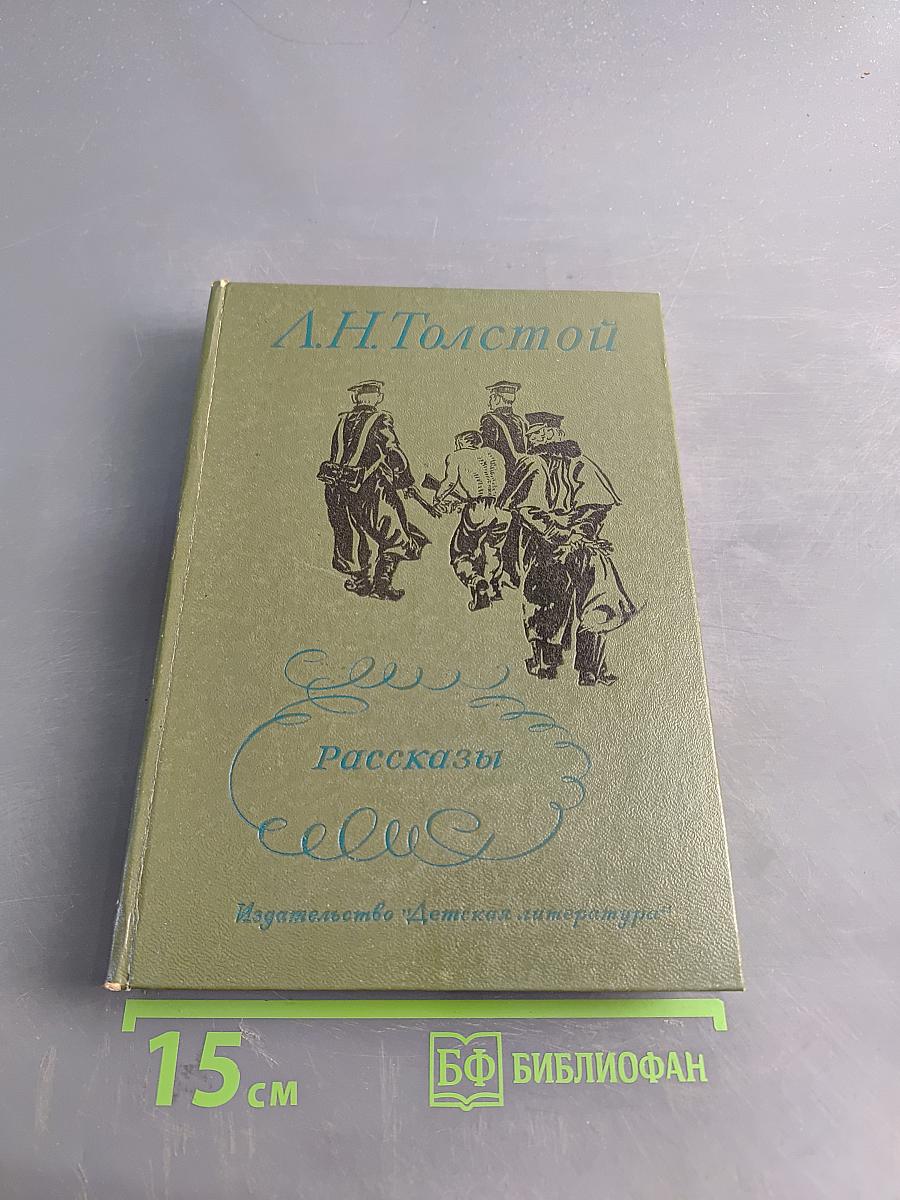 Л.Н.Толстой
Рассказы
Издательство "Детская литература"
15 см
БФ БИБЛИОФАН